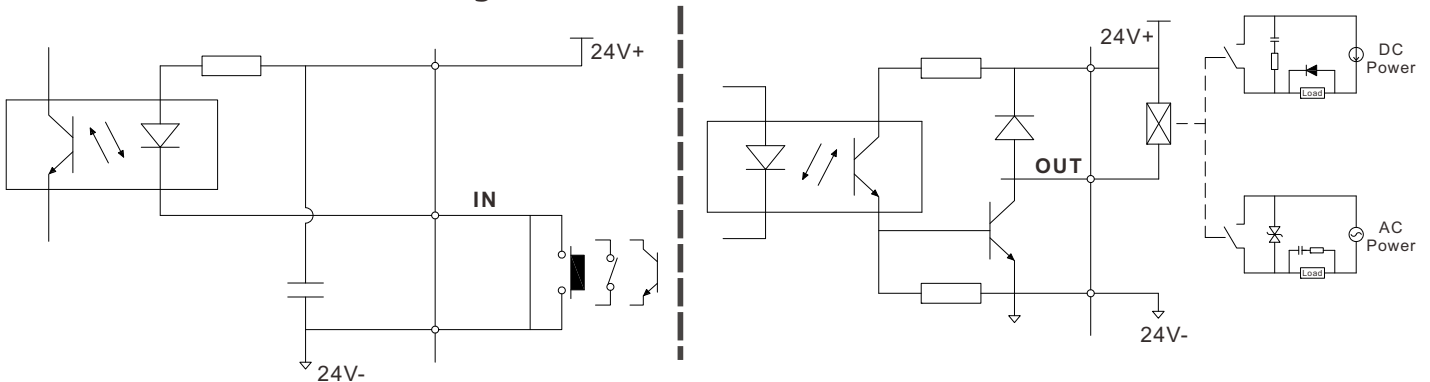 24V+
IN
24V-
24V+
OUT
24V-
DC
Power
Load
AC
Power
Load